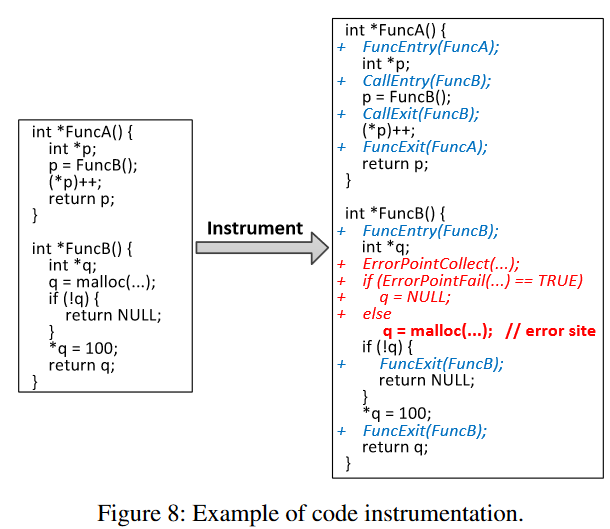 int *FuncA() {
int *p;
p = FuncB();
(*p)++;
return p;
}
int *FuncB() {
int *q;
q = malloc(...);
if (!q) {
return NULL;
}
*q = 100;
return q;
}
Instrument
int *FuncA() {
+ FuncEntry(FuncA);
int *p;
+ CallEntry(FuncB);
p = FuncB();
+ CallExit(FuncB);
(*p)++;
+ FuncExit(FuncA);
return p;
}
int *FuncB() {
+ FuncEntry(FuncB);
int *q;
+ ErrorPointCollect(...);
+ if (ErrorPointFail(...) == TRUE)
+ q = NULL;
+ else
q = malloc(...); // error site
if (!q) {
+ FuncExit(FuncB);
return NULL;
}
*q = 100;
+ FuncExit(FuncB);
return q;
}
Figure 8: Example of code instrumentation.